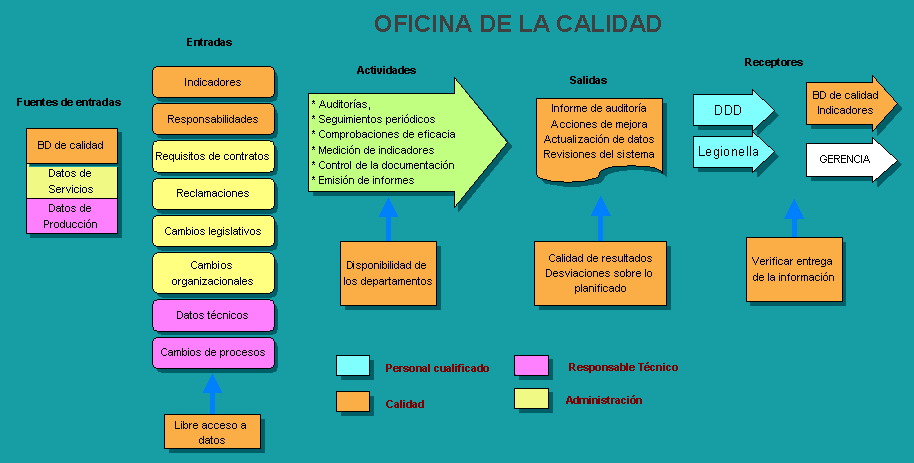 OFICINA DE LA CALIDAD
Fuentes de entradas
BD de calidad
Datos de
Servicios
Datos de
Producción
Entradas
Indicadores
Responsabilidades
Requisitos de contratos
Reclamaciones
Cambios legislativos
Cambios
organizacionales
Datos técnicos
Cambios de procesos
Libre acceso a
datos
Actividades
* Auditorías,
* Seguimientos periódicos
* Comprobaciones de eficacia
* Medición de indicadores
* Control de la documentación
* Emisión de informes
Disponibilidad de
los departamentos
Salidas
Informe de auditoría
Acciones de mejora
Actualización de datos
Revisiones del sistema
Calidad de resultados
Desviaciones sobre lo
planificado
Receptores
DDD
Legionella
BD de calidad
Indicadores
GERENCIA
Verificar entrega
de la información
Personal cualificado
Responsable Técnico
Calidad
Administración